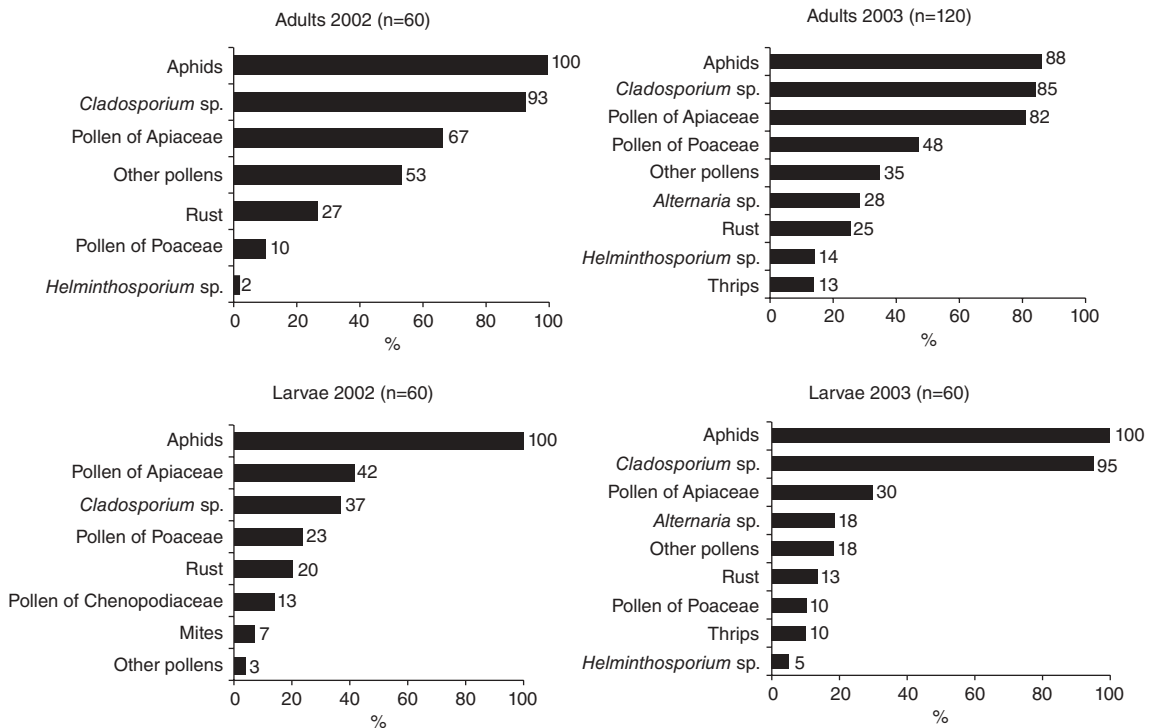 Adults 2002 (n=60)
Aphids 100
Cladosporium sp. 93
Pollen of Apiaceae 67
Other pollens 53
Rust 27
Pollen of Poaceae 10
Helminthosporium sp. 2
0 20 40 60 80 100
%
Adults 2003 (n=120)
Aphids 88
Cladosporium sp. 85
Pollen of Apiaceae 82
Pollen of Poaceae 48
Other pollens 35
Alternaria sp. 28
Rust 25
Helminthosporium sp. 14
Thrips 13
0 20 40 60 80 100
%
Larvae 2002 (n=60)
Aphids 100
Pollen of Apiaceae 42
Cladosporium sp. 37
Pollen of Poaceae 23
Rust 20
Pollen of Chenopodiaceae 13
Mites 7
Other pollens 3
0 20 40 60 80 100
%
Larvae 2003 (n=60)
Aphids 100
Cladosporium sp. 95
Pollen of Apiaceae 30
Alternaria sp. 18
Other pollens 18
Rust 13
Pollen of Poaceae 10
Thrips 10
Helminthosporium sp. 5
0 20 40 60 80 100
%